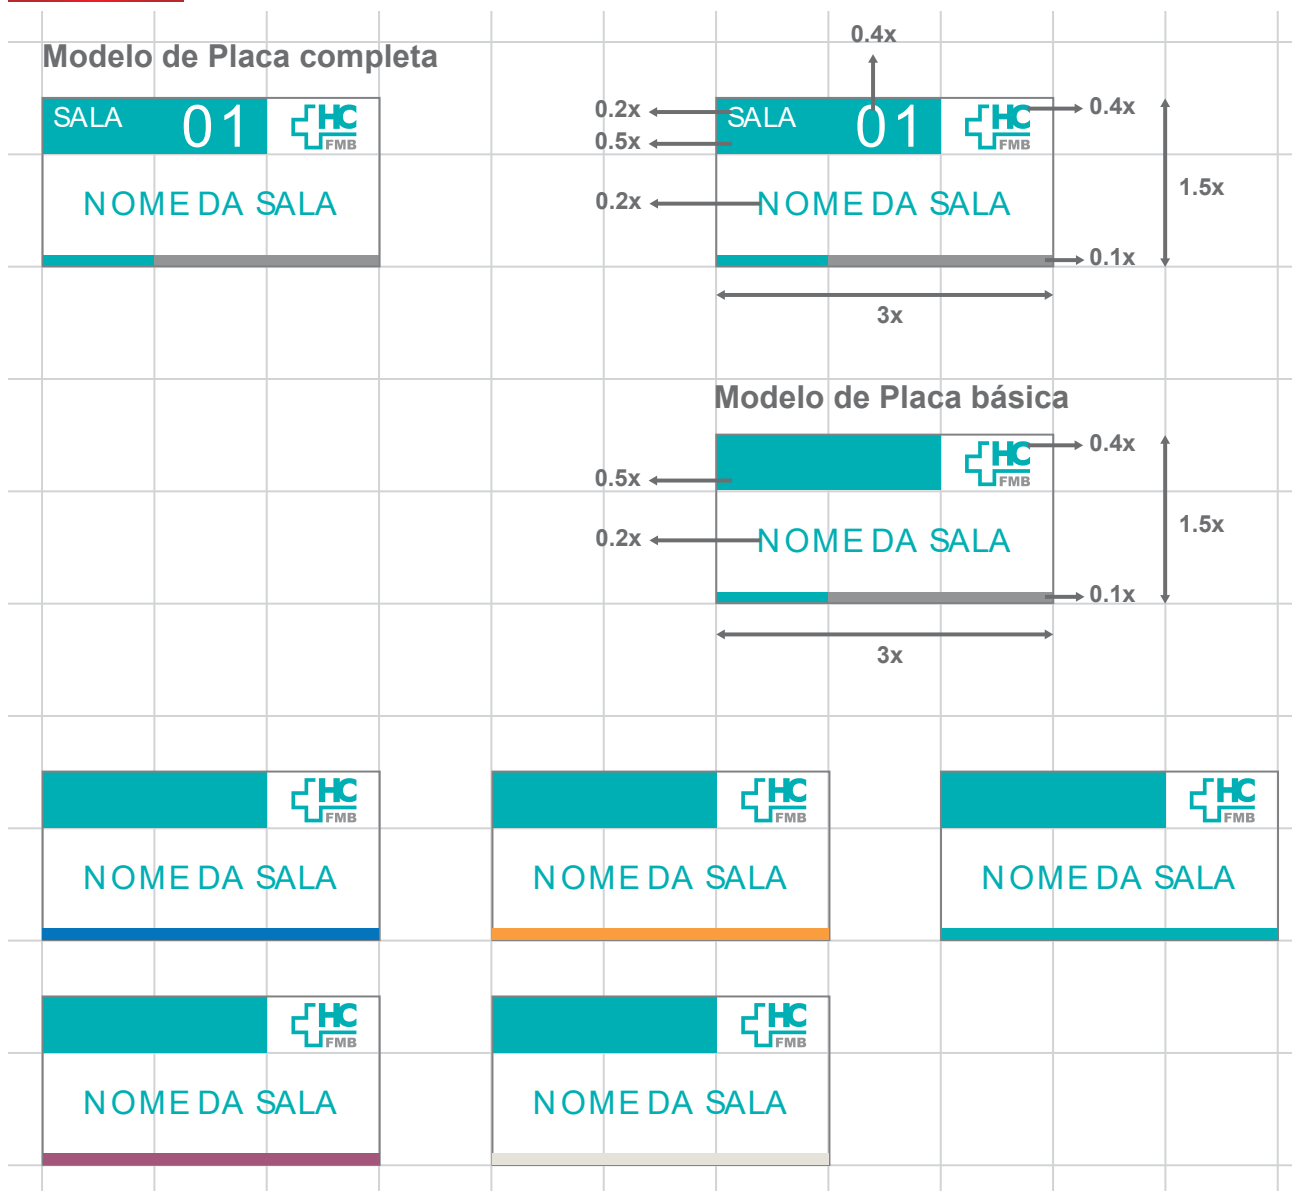 0.4x
Modelo de Placa completa
SALA 01 HC
FMB
NOME DA SALA
0.2x SALA 01 HC 0.4x
0.5x FMB
1.5x
0.2x NOME DA SALA
0.1x
3x
Modelo de Placa básica
HC 0.4x
0.5x FMB
1.5x
0.2x NOME DA SALA
0.1x
3x
HC
FMB
NOME DA SALA
HC
FMB
NOME DA SALA
HC
FMB
NOME DA SALA
HC
FMB
NOME DA SALA
HC
FMB
NOME DA SALA